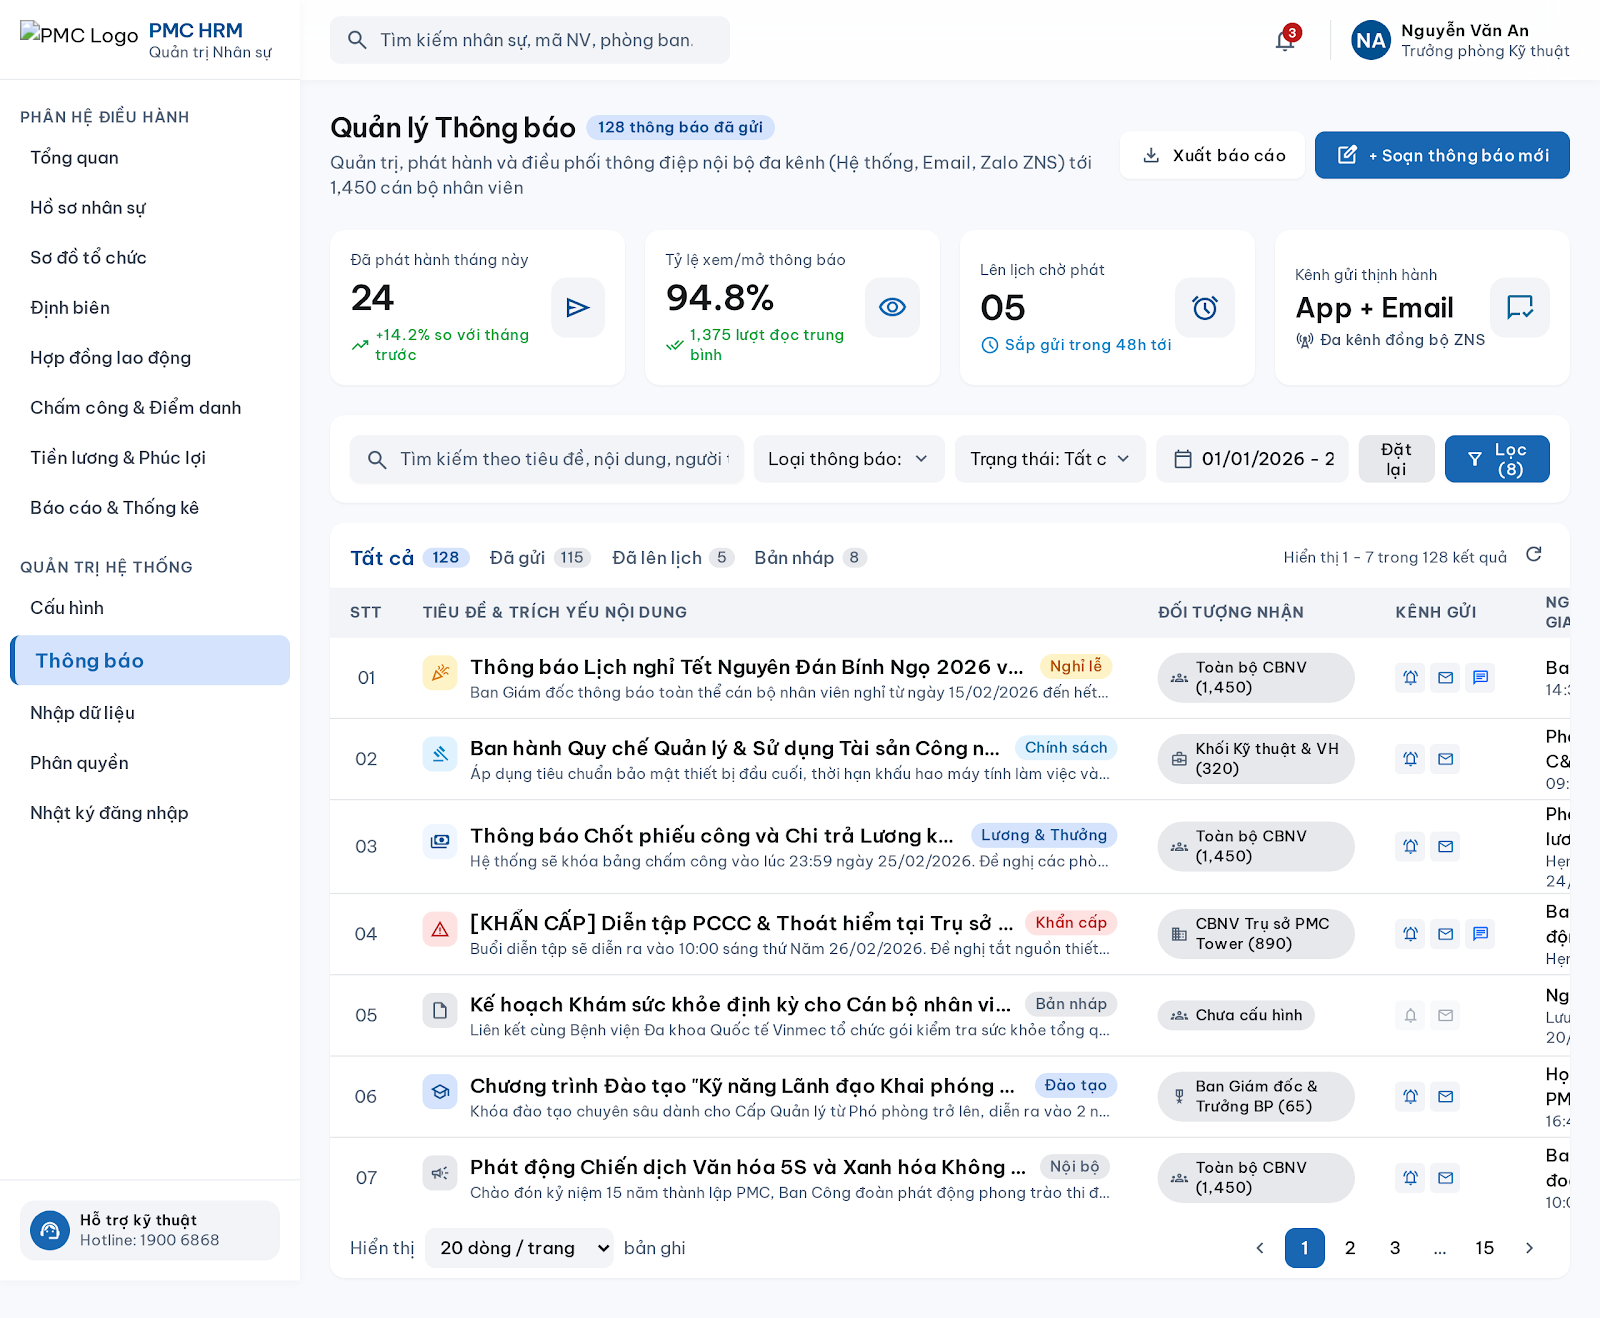 PMC Logo
PMC HRM
Quản trị Nhân sự
Tìm kiếm nhân sự, mã NV, phòng ban.
3
NA
Nguyễn Văn An
Trưởng phòng Kỹ thuật
PHÂN HỆ ĐIỀU HÀNH
Tổng quan
Hồ sơ nhân sự
Sơ đồ tổ chức
Định biên
Hợp đồng lao động
Chấm công & Điểm danh
Tiền lương & Phúc lợi
Báo cáo & Thống kê
QUẢN TRỊ HỆ THỐNG
Cấu hình
Thông báo
Nhập dữ liệu
Phân quyền
Nhật ký đăng nhập
Hỗ trợ kỹ thuật
Hotline: 1900 6868
Quản lý Thông báo
128 thông báo đã gửi
Quản trị, phát hành và điều phối thông điệp nội bộ đa kênh (Hệ thống, Email, Zalo ZNS) tới
1,450 cán bộ nhân viên
Xuất báo cáo
+ Soạn thông báo mới
Đã phát hành tháng này
24
+14.2% so với tháng
trước
Tỷ lệ xem/mở thông báo
94.8%
1,375 lượt đọc trung
bình
Lên lịch chờ phát
05
Sắp gửi trong 48h tới
Kênh gửi thịnh hành
App + Email
Đa kênh đồng bộ ZNS
Tìm kiếm theo tiêu đề, nội dung, người t
Loại thông báo:
Trạng thái: Tất c
01/01/2026 - 2
Đặt
lại
Lọc
(8)
Tất cả 128
Đã gửi 115
Đã lên lịch 5
Bản nháp 8
Hiển thị 1 - 7 trong 128 kết quả
STT
TIÊU ĐỀ & TRÍCH YẾU NỘI DUNG
ĐỐI TƯỢNG NHẬN
KÊNH GỬI
NG
GIA
01
Thông báo Lịch nghỉ Tết Nguyên Đán Bính Ngọ 2026 v...
Nghỉ lễ
Ban Giám đốc thông báo toàn thể cán bộ nhân viên nghỉ từ ngày 15/02/2026 đến hết...
Toàn bộ CBNV
(1,450)
Ba
14:3
02
Ban hành Quy chế Quản lý & Sử dụng Tài sản Công n...
Chính sách
Áp dụng tiêu chuẩn bảo mật thiết bị đầu cuối, thời hạn khấu hao máy tính làm việc và...
Khối Kỹ thuật & VH
(320)
Phò
C&
09:
03
Thông báo Chốt phiếu công và Chi trả Lương k...
Lương & Thưởng
Hệ thống sẽ khóa bảng chấm công vào lúc 23:59 ngày 25/02/2026. Đề nghị các phò...
Toàn bộ CBNV
(1,450)
Phò
lươ
Hẹn
24/
04
[KHẨN CẤP] Diễn tập PCCC & Thoát hiểm tại Trụ sở ...
Khẩn cấp
Buổi diễn tập sẽ diễn ra vào 10:00 sáng thứ Năm 26/02/2026. Đề nghị tắt nguồn thiết...
CBNV Trụ sở PMC
Tower (890)
Ba
độn
Hẹn
05
Kế hoạch Khám sức khỏe định kỳ cho Cán bộ nhân vi...
Bản nháp
Liên kết cùng Bệnh viện Đa khoa Quốc tế Vinmec tổ chức gói kiểm tra sức khỏe tổng q...
Chưa cấu hình
Ng
Lưu
20/
06
Chương trình Đào tạo "Kỹ năng Lãnh đạo Khai phóng ...
Đào tạo
Khóa đào tạo chuyên sâu dành cho Cấp Quản lý từ Phó phòng trở lên, diễn ra vào 2 n...
Ban Giám đốc &
Trưởng BP (65)
Họ
PM
16:4
07
Phát động Chiến dịch Văn hóa 5S và Xanh hóa Không ...
Nội bộ
Chào đón kỷ niệm 15 năm thành lập PMC, Ban Công đoàn phát động phong trào thi đ...
Toàn bộ CBNV
(1,450)
Ba
đoà
10:0
Hiển thị
20 dòng / trang
bản ghi
1
2
3
...
15